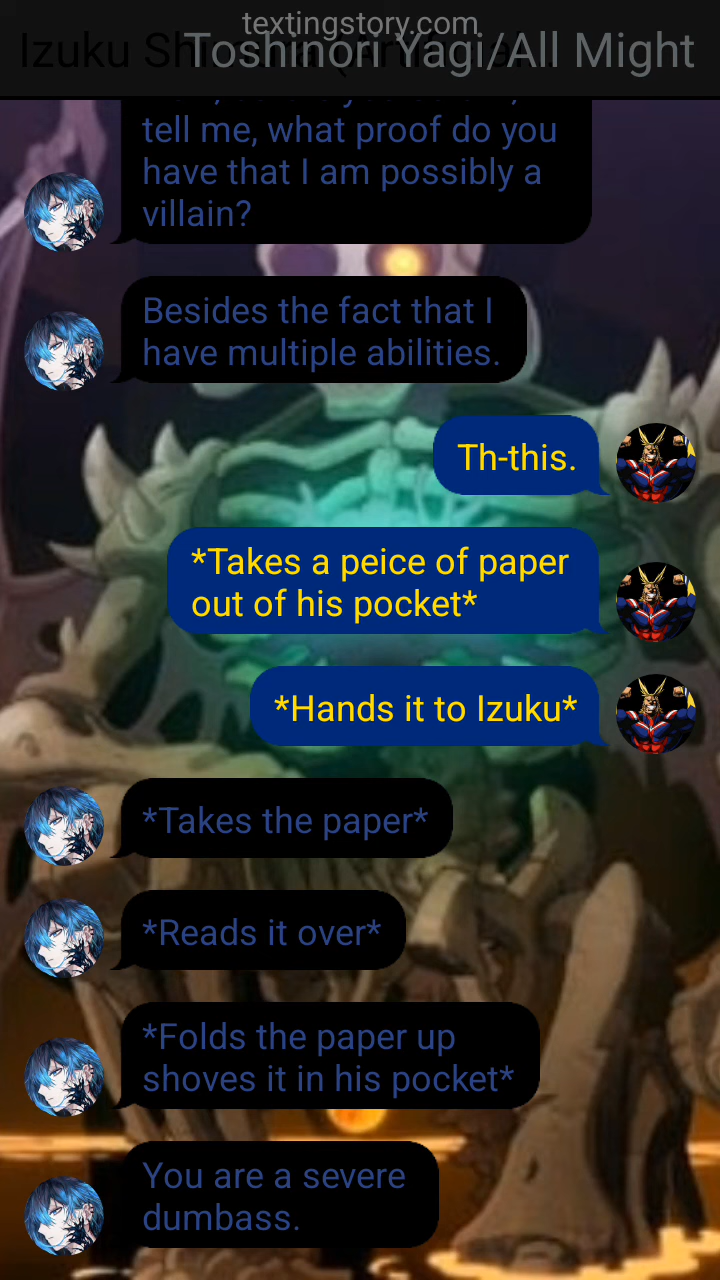 textingstory.com
Izuku Sh
Toshinori Yagi/All Might
tell me, what proof do you
have that I am possibly a
villain?
Besides the fact that I
have multiple abilities.
Th-this.
*Takes a peice of paper
out of his pocket*
*Hands it to Izuku*
*Takes the paper*
*Reads it over*
*Folds the paper up
shoves it in his pocket*
You are a severe
dumbass.